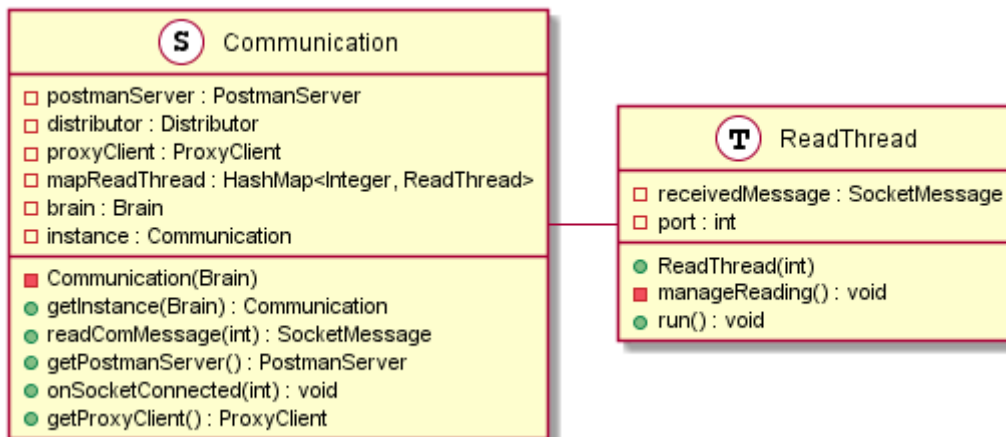 S Communication
postmanServer : PostmanServer
distributor : Distributor
proxyClient : ProxyClient
mapReadThread : HashMap<Integer, ReadThread>
brain : Brain
instance : Communication
Communication(Brain)
getInstance(Brain) : Communication
readComMessage(int) : SocketMessage
getPostmanServer() : PostmanServer
onSocketConnected(int) : void
getProxyClient() : ProxyClient
T ReadThread
receivedMessage : SocketMessage
port : int
ReadThread(int)
manageReading() : void
run() : void